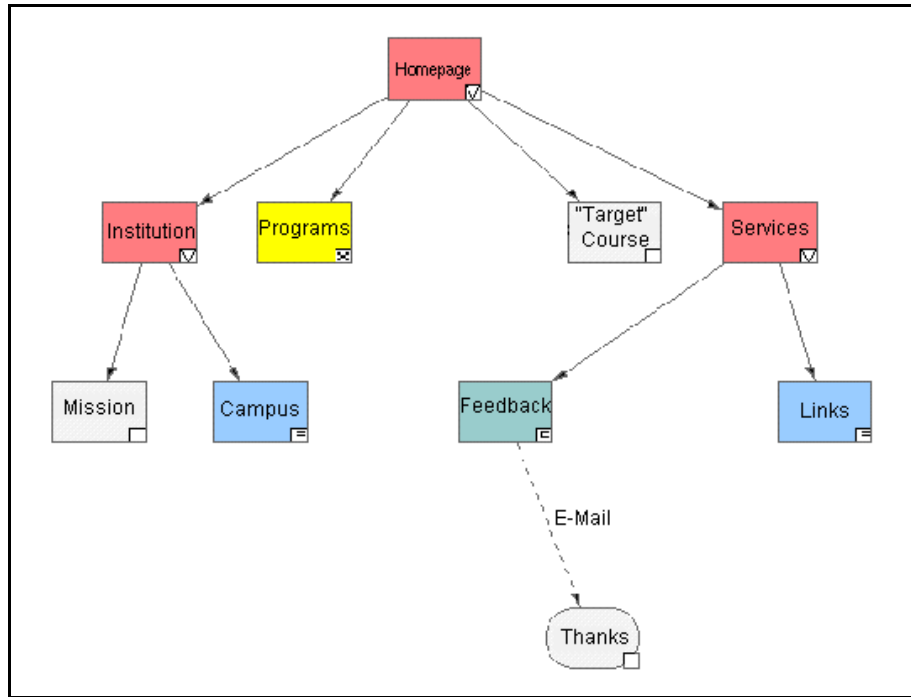 Homepage
Institution
Programs
"Target"
Course
Services
Mission
Campus
Feedback
Links
E-Mail
Thanks